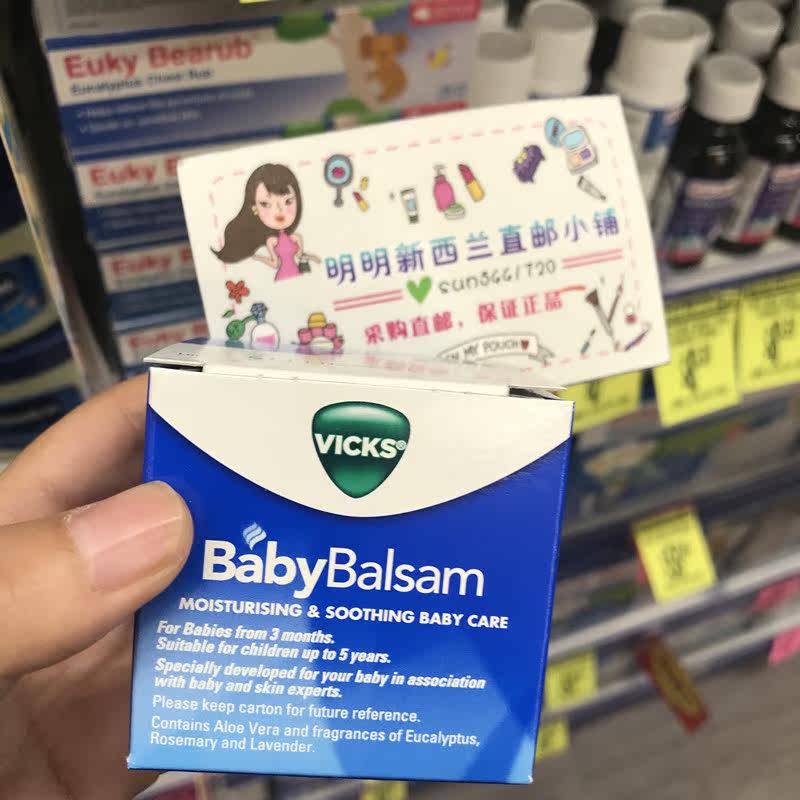 Euky Bearub
Eucalyptus Chest Rub
Euky
明明新西兰直邮小铺
采购直邮，保证正品
MY POUCH
VICKS®
BabyBalsam
MOISTURISING & SOOTHING BABY CARE
For Babies from 3 months.
Suitable for children up to 5 years.
Specially developed for your baby in association
with baby and skin experts.
Please keep carton for future reference.
Contains Aloe Vera and fragrances of Eucalyptus,
Rosemary and Lavender.